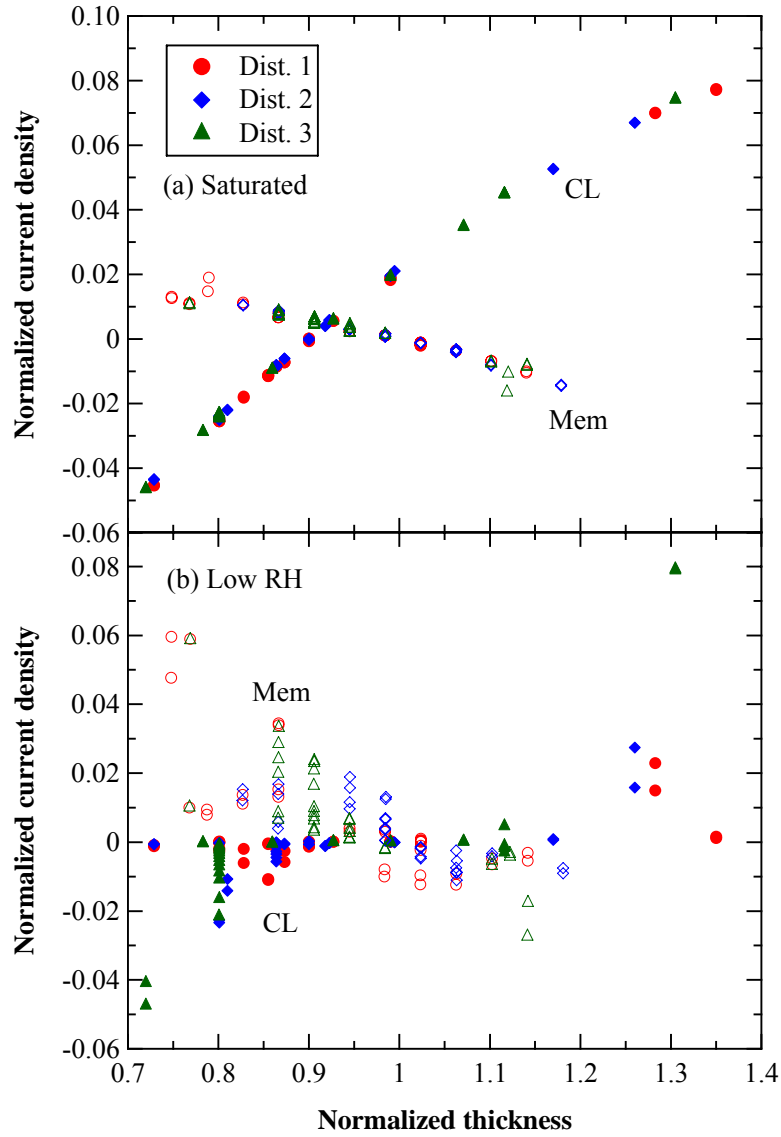 0.10
0.08
0.06
0.04
0.02
0
-0.02
-0.04
-0.06
Normalized current density
Dist. 1
Dist. 2
Dist. 3
(a) Saturated
CL
Mem
0.08
0.06
0.04
0.02
0
-0.02
-0.04
-0.06
Normalized current density
(b) Low RH
Mem
CL
0.7 0.8 0.9 1 1.1 1.2 1.3 1.4
Normalized thickness